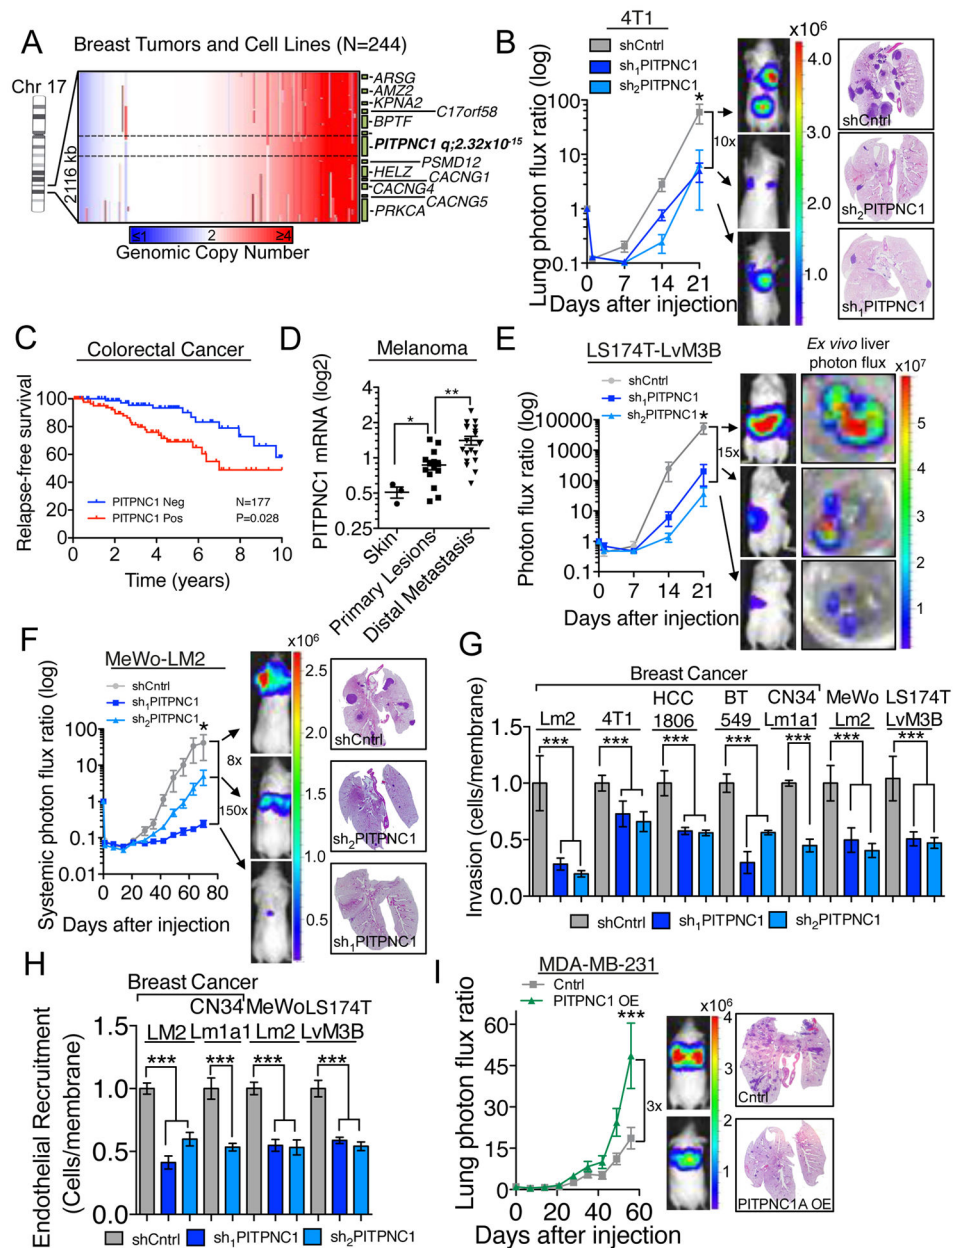 A
Breast Tumors and Cell Lines (N=244)
Chr 17
2116 kb
ARSG
AMZ2
KPNA2
C17orf58
BPTF
PITPNC1 q;2.32x10-15
PSMD12
HELZ CACNG1
CACNG4
CACNG5
PRKCA
≤1 2 ≥4
Genomic Copy Number
B
4T1
shCntrl
sh1PITPNC1
sh2PITPNC1
Lung photon flux ratio (log)
100
10
1
0.1
0 7 14 21
Days after injection
*
10x
x10⁶
4.0
3.0
2.0
1.0
shCntrl
sh2PITPNC1
sh1PITPNC1
C
Colorectal Cancer
Relapse-free survival
100
80
60
40
20
0
PITPNC1 Neg N=177
PITPNC1 Pos P=0.028
0 2 4 6 8 10
Time (years)
D
Melanoma
PITPNC1 mRNA (log2)
4
2
1
0.5
0.25
*
**
Skin
Primary Lesions
Distal Metastasis
E
LS174T-LvM3B
shCntrl
sh1PITPNC1
sh2PITPNC1
Photon flux ratio (log)
10000
1000
100
10
1
0.1
0 7 14 21
Days after injection
*
15x
Ex vivo liver
photon flux
x10⁷
5
4
3
2
1
F
MeWo-LM2
shCntrl
sh1PITPNC1
sh2PITPNC1
Systemic photon flux ratio (log)
100
10
1
0.1
0.01
0 20 40 60 80
Days after injection
*
8x
150x
x10⁶
2.5
2.0
1.5
1.0
0.5
shCntrl
sh2PITPNC1
sh1PITPNC1
G
Breast Cancer
Lm2
4T1
HCC
1806
BT
549
CN34
Lm1a1
MeWo
Lm2
LS174T
LvM3B
*** *** *** *** *** *** ***
Invasion (cells/membrane)
1.5
1.0
0.5
0.0
shCntrl sh1PITPNC1 sh2PITPNC1
H
Breast Cancer
LM2
CN34
Lm1a1
MeWo
Lm2
LS174T
LvM3B
*** *** *** ***
Endothelial Recruitment
(Cells/membrane)
1.5
1.0
0.5
0.0
shCntrl sh1PITPNC1 sh2PITPNC1
I
MDA-MB-231
Cntrl
PITPNC1 OE
***
Lung photon flux ratio
60
45
30
15
0
0 20 40 60
Days after injection
3x
x10⁶
4
3
2
1
Cntrl
PITPNC1A OE